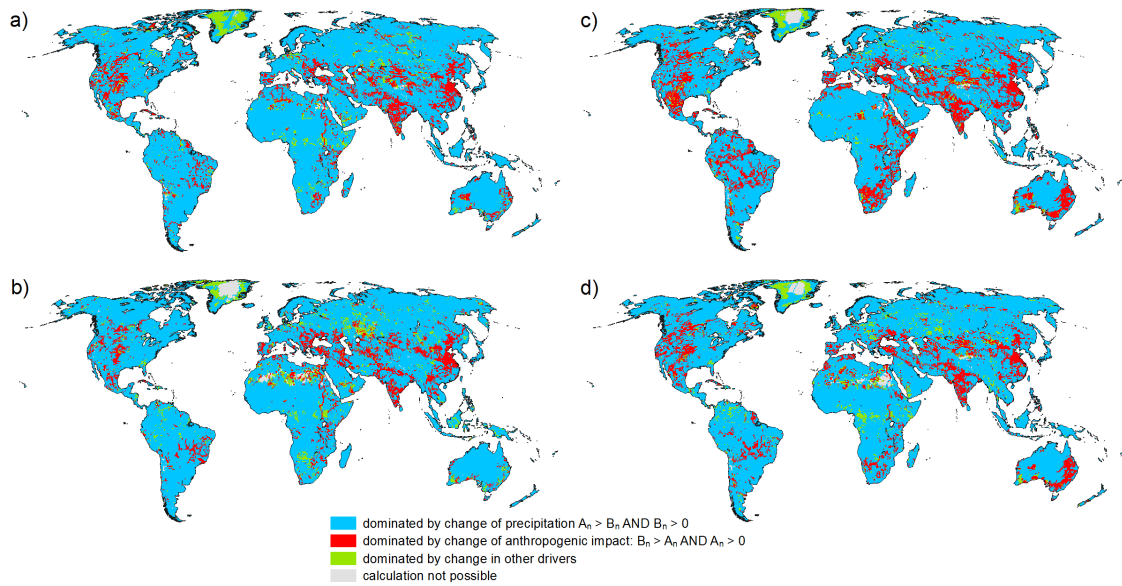 a)
c)
b)
d)
dominated by change of precipitation Aₙ > Bₙ AND Bₙ > 0
dominated by change of anthropogenic impact: Bₙ > Aₙ AND Aₙ > 0
dominated by change in other drivers
calculation not possible